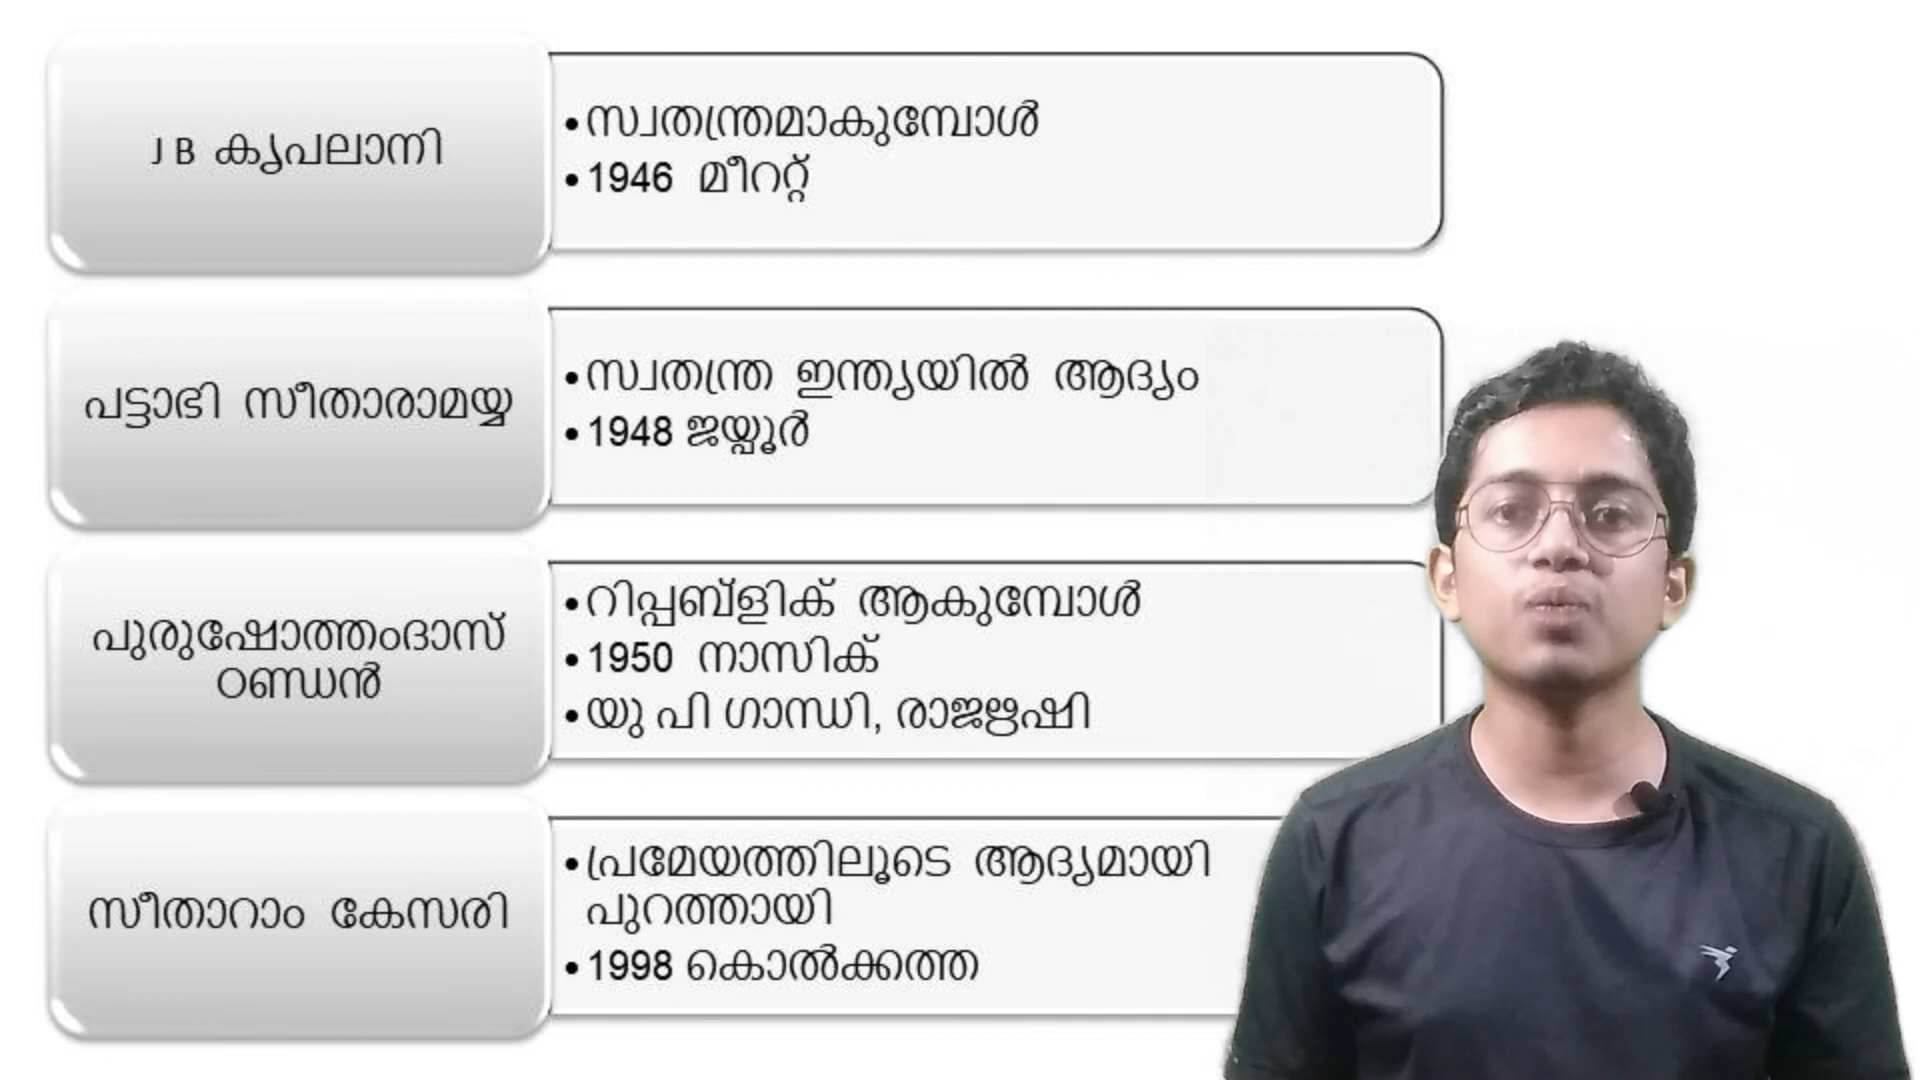 J B കൃപലാനി
•സ്വതന്ത്രമാകുമ്പോൾ
•1946 മീററ്റ്
പട്ടാഭി സീതാരാമയ്യ
•സ്വതന്ത്ര ഇന്ത്യയിൽ ആദ്യം
•1948 ജയ്പൂർ
പുരുഷോത്തംദാസ്
ഠണ്ഡൻ
•റിപ്പബ്ളിക് ആകുമ്പോൾ
•1950 നാസിക്
•യു പി ഗാന്ധി, രാജഋഷി
സീതാറാം കേസരി
•പ്രമേയത്തിലൂടെ ആദ്യമായി
പുറത്തായി
•1998 കൊൽക്കത്ത